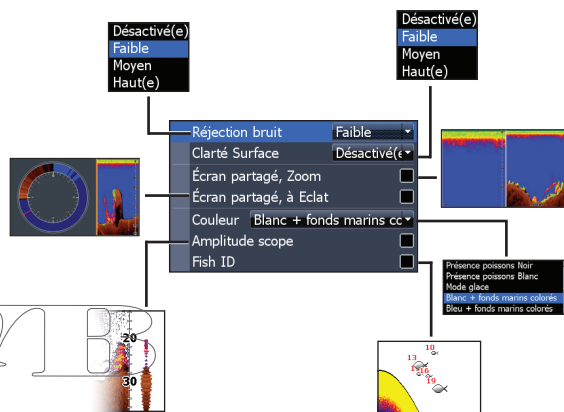 Désactivé(e)
Faible
Moyen
Haut(e)
Désactivé(e)
Faible
Moyen
Haut(e)
Réjection bruit Faible
Clarté Surface Désactivé(e
Écran partagé, Zoom
Écran partagé, à Eclat
Couleur Blanc + fonds marins co
Amplitude scope
Fish ID
Présence poissons Noir
Présence poissons Blanc
Mode glace
Blanc + fonds marins colorés
Bleu + fonds marins colorés
20
30
10
13
16
19